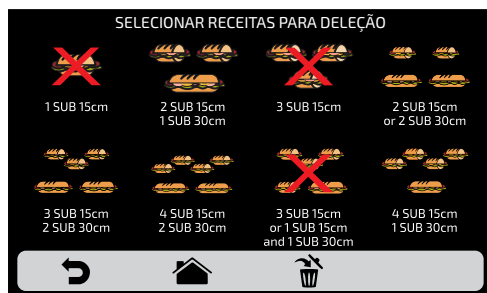 SELECIONAR RECEITAS PARA DELEÇÃO
1 SUB 15cm
2 SUB 15cm
1 SUB 30cm
3 SUB 15cm
2 SUB 15cm
or 2 SUB 30cm
3 SUB 15cm
2 SUB 30cm
4 SUB 15cm
2 SUB 30cm
3 SUB 15cm
or 1 SUB 15cm
and 1 SUB 30cm
4 SUB 15cm
1 SUB 30cm